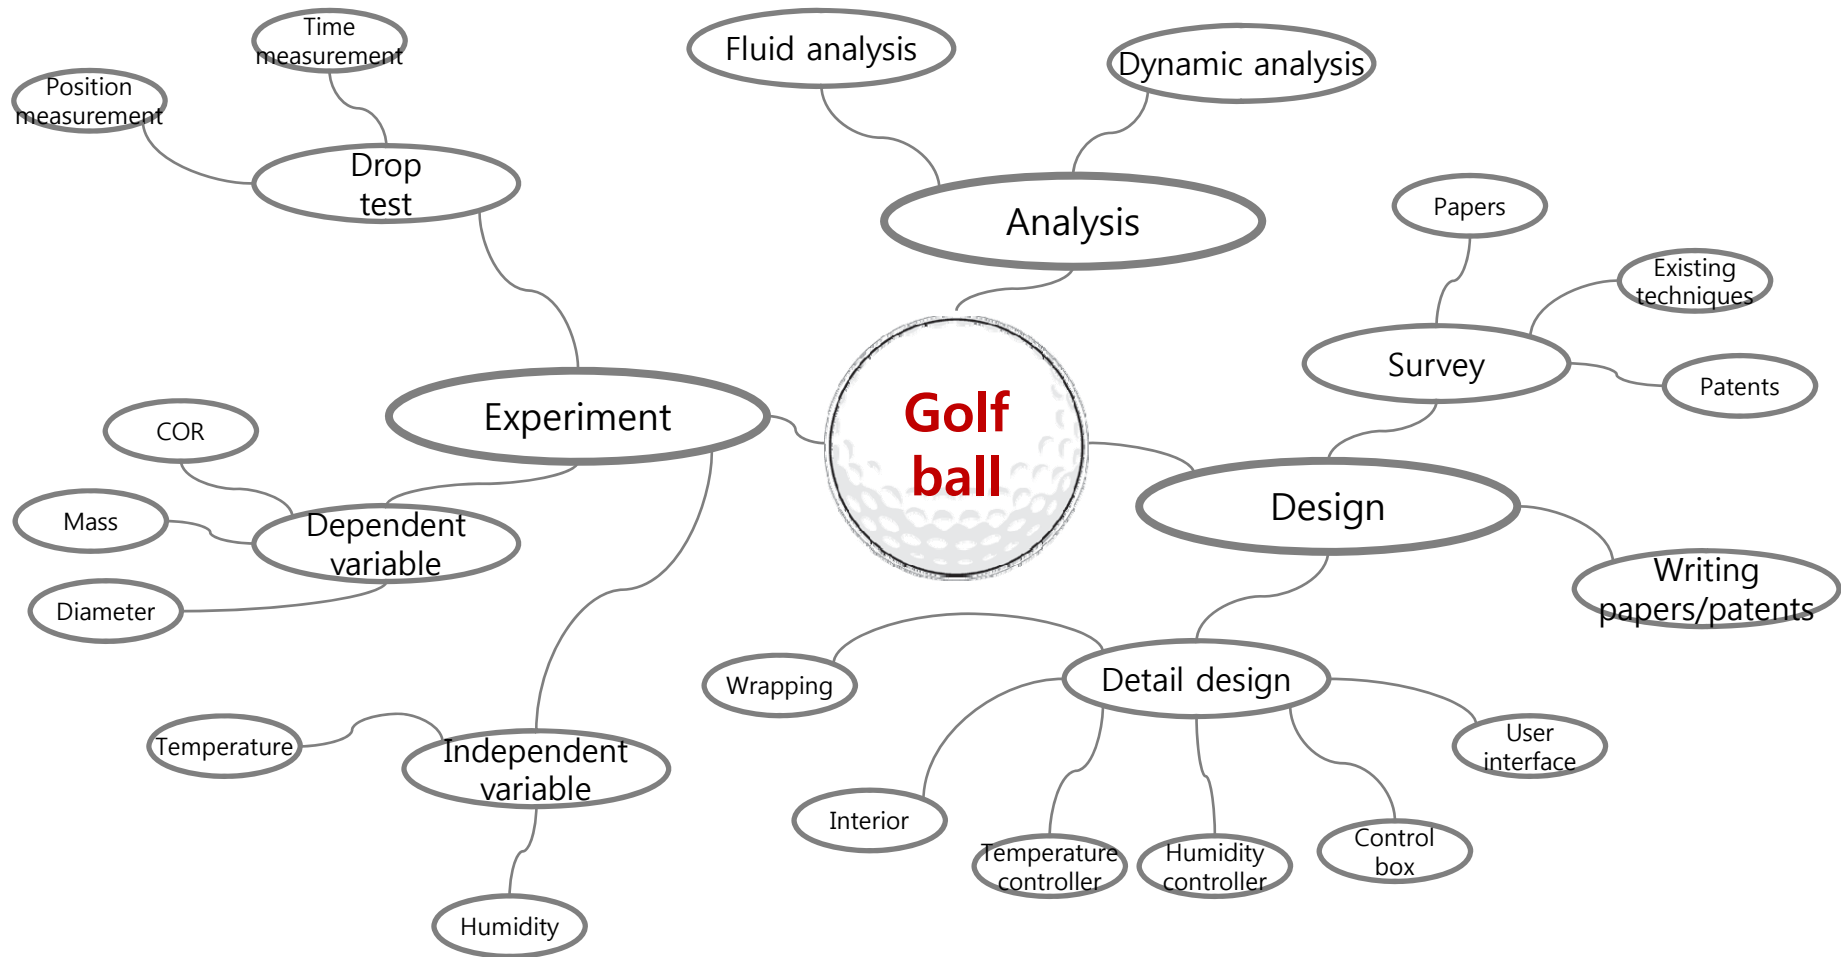 Time
measurement
Position
measurement
Drop
test
Fluid analysis
Dynamic analysis
Analysis
Papers
Existing
techniques
Survey
Patents
Experiment
Golf
ball
COR
Mass
Dependent
variable
Diameter
Design
Writing
papers/patents
Wrapping
Detail design
Temperature
Independent
variable
User
interface
Interior
Temperature
controller
Humidity
controller
Control
box
Humidity